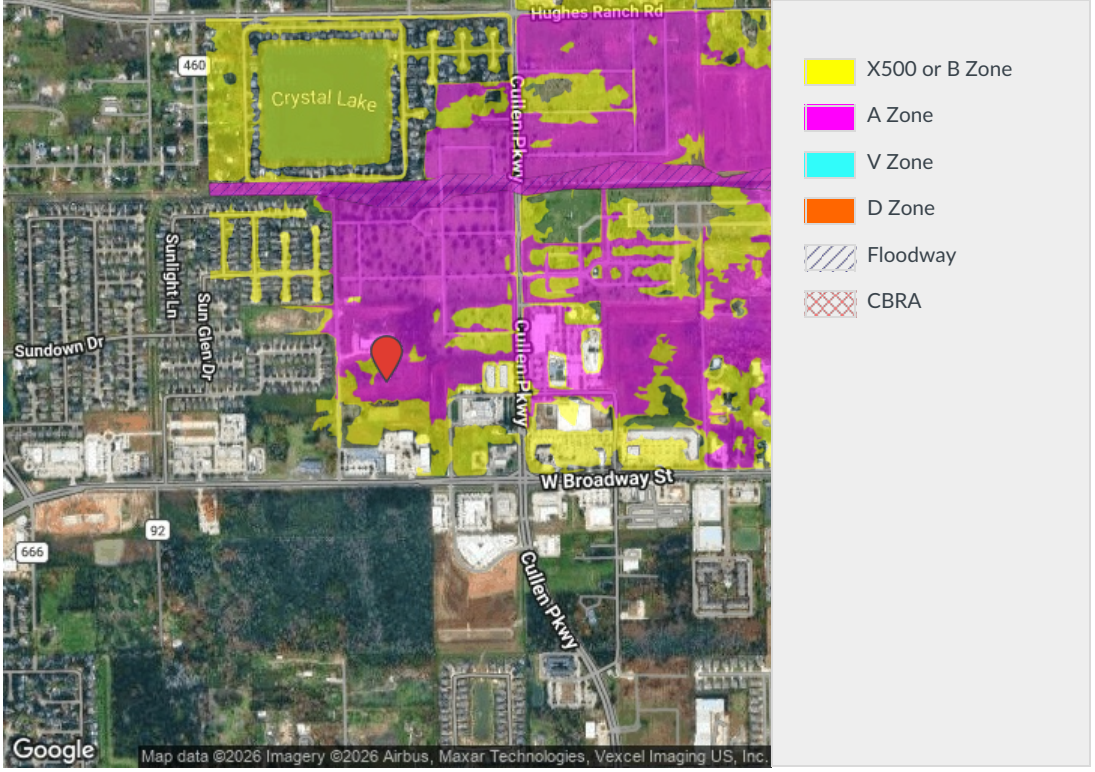 Hughes Ranch Rd
460
Crystal Lake
Cullen Pkwy
Sunlight Ln
Sun Glen Dr
Sundown Dr
Cullen Pkwy
W Broadway St
92
666
Cullen Pkwy
Google
Map data ©2026 Imagery ©2026 Airbus, Maxar Technologies, Vexcel Imaging US, Inc.
X500 or B Zone
A Zone
V Zone
D Zone
Floodway
CBRA